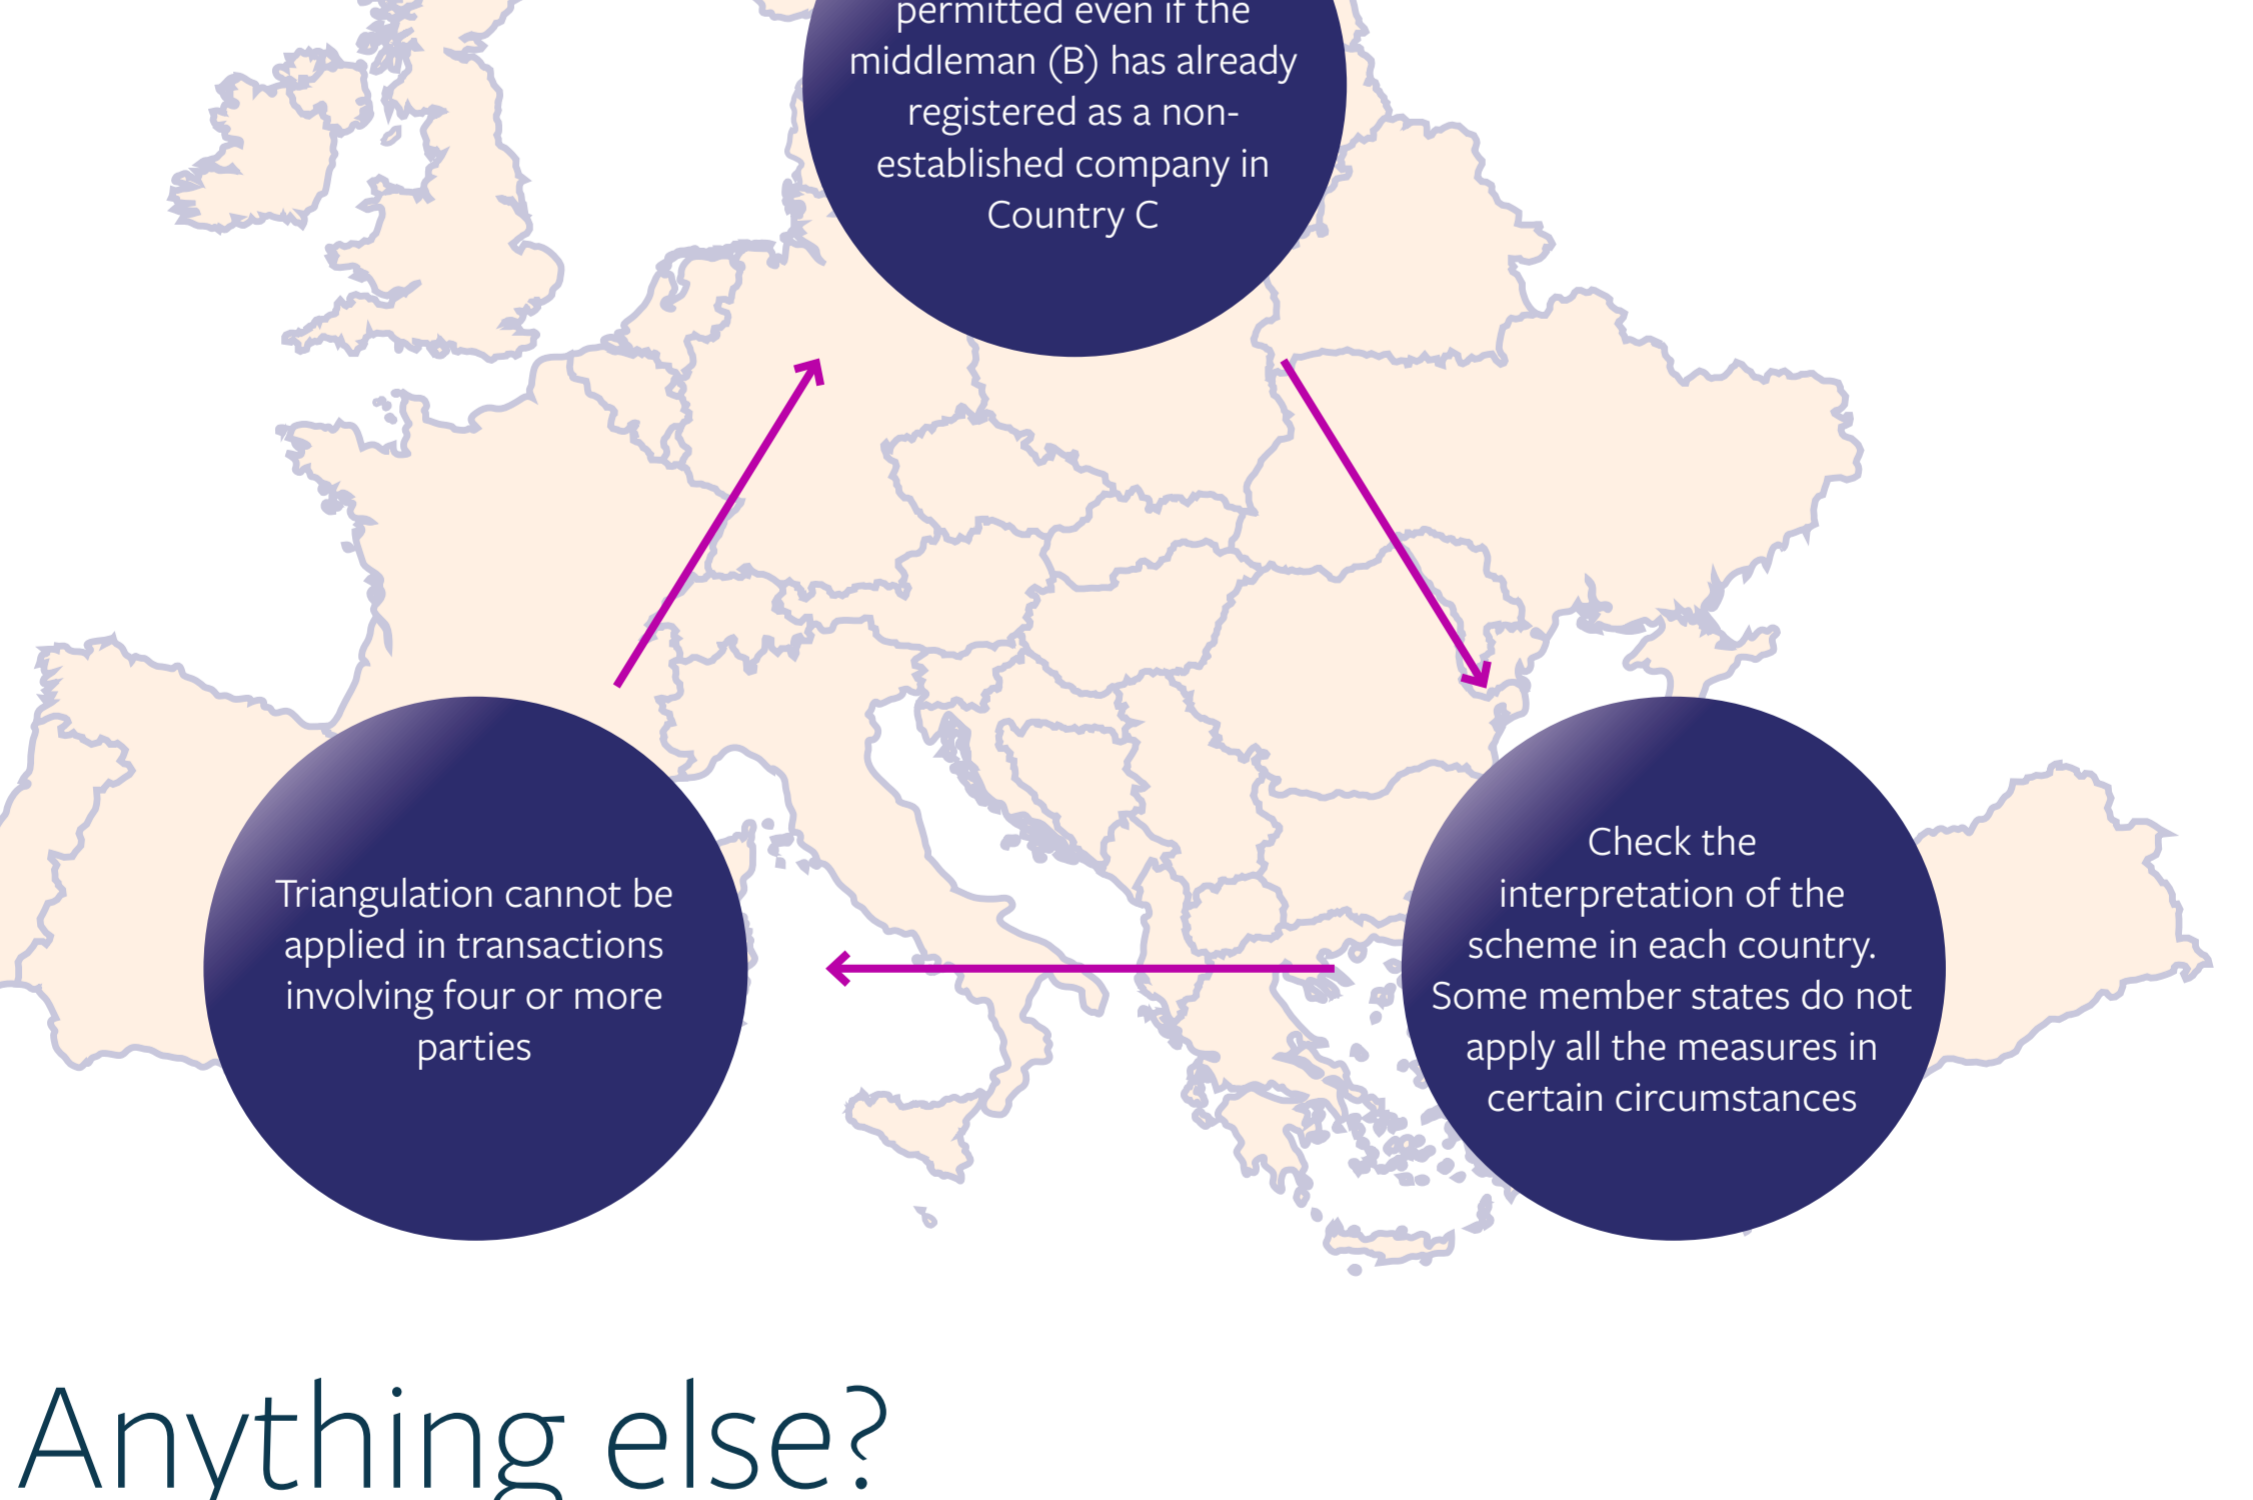 permitted even if the
middleman (B) has already
registered as a non-
established company in
Country C
Triangulation cannot be
applied in transactions
involving four or more
parties
Check the
interpretation of the
scheme in each country.
Some member states do not
apply all the measures in
certain circumstances
Anything else?